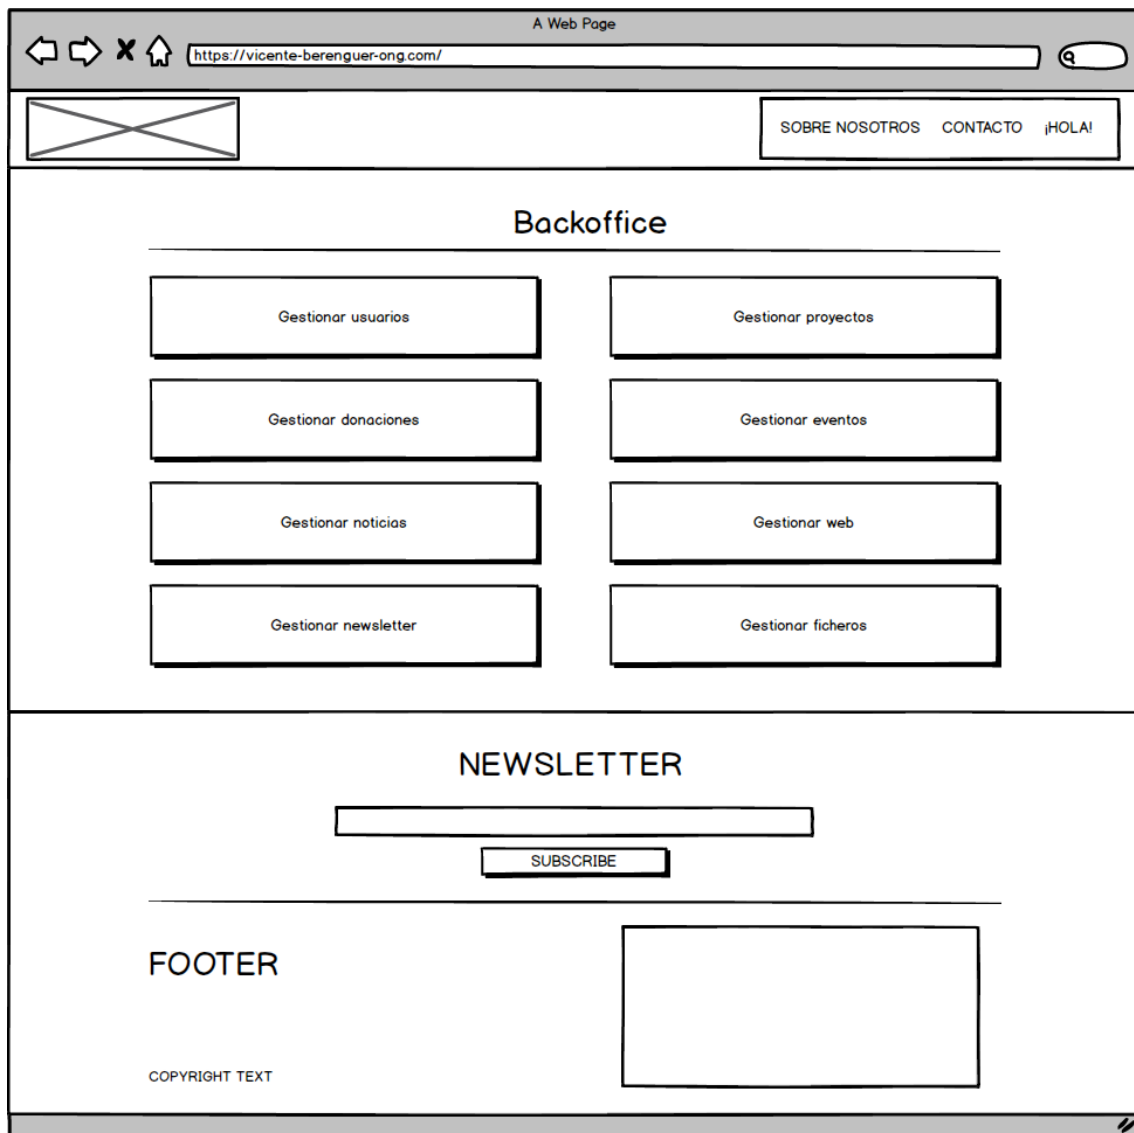 A Web Page
https://vicente-berenguer-ong.com/
SOBRE NOSOTROS CONTACTO ¡HOLA!
Backoffice
Gestionar usuarios
Gestionar proyectos
Gestionar donaciones
Gestionar eventos
Gestionar noticias
Gestionar web
Gestionar newsletter
Gestionar ficheros
NEWSLETTER
SUBSCRIBE
FOOTER
COPYRIGHT TEXT